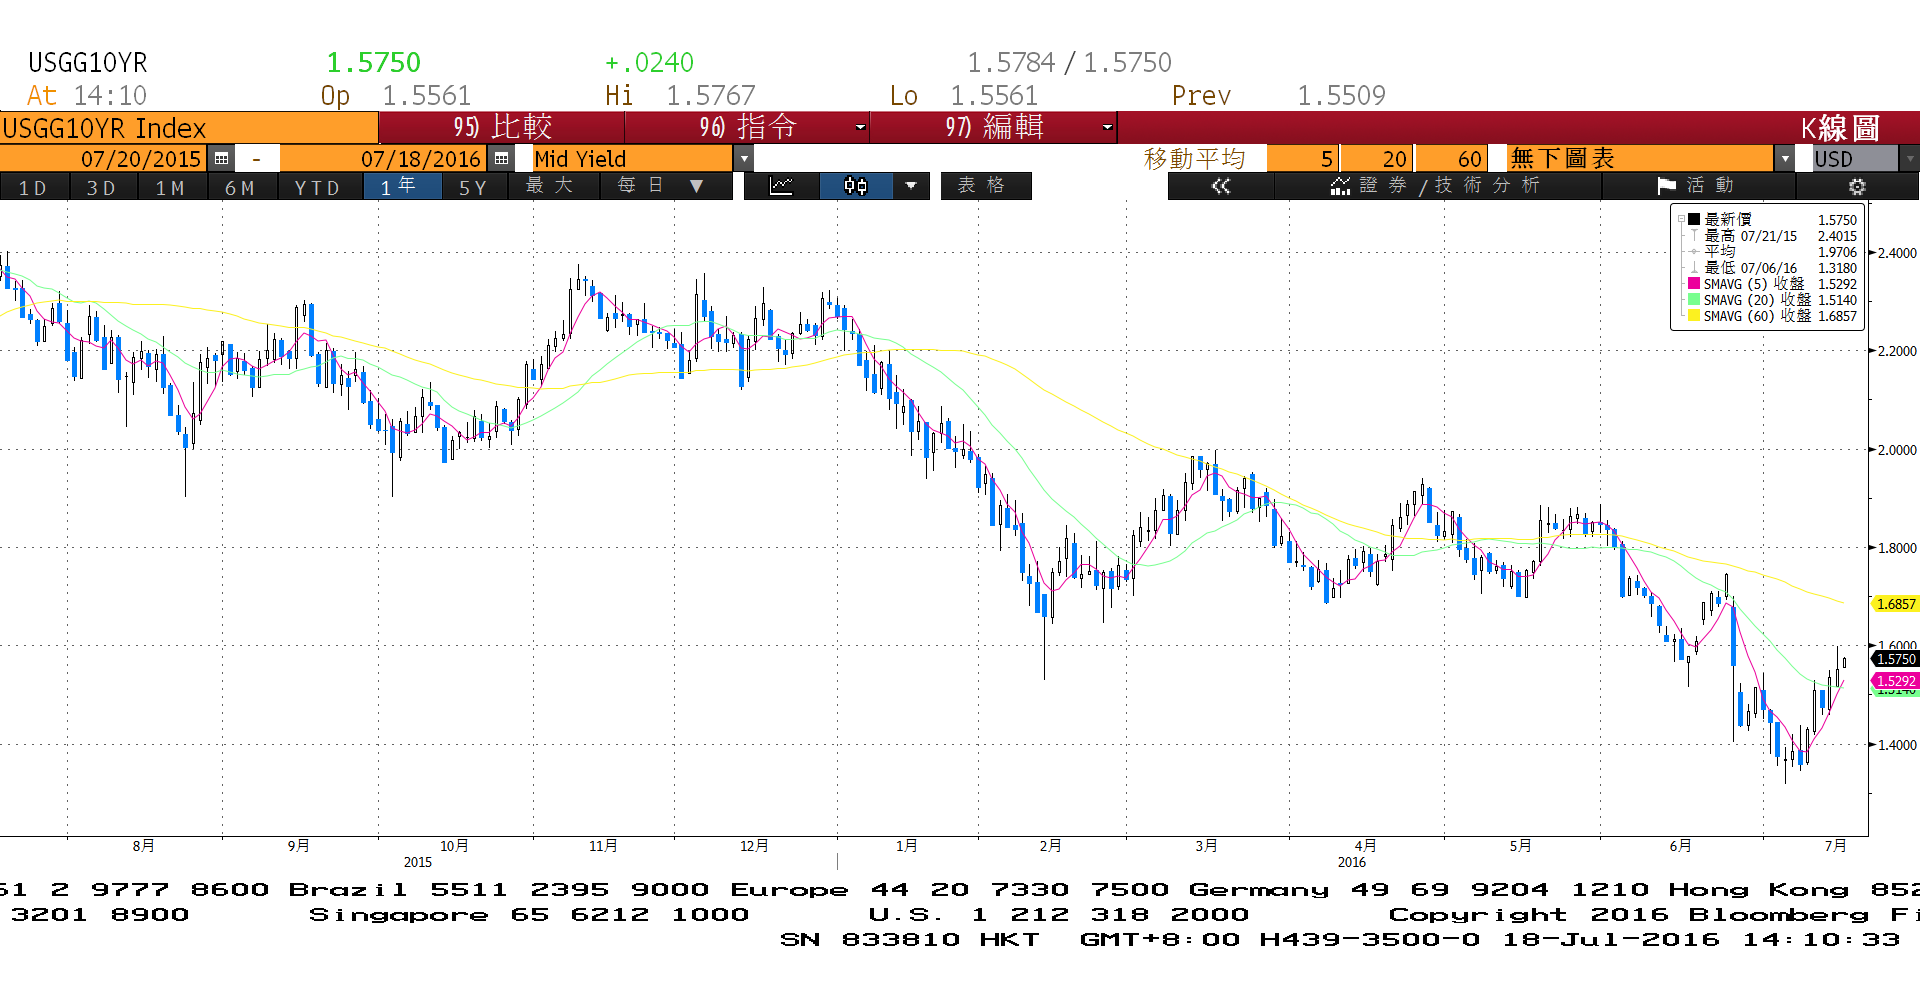 USGG10YR 1.5750 +.0240 1.5784 / 1.5750
At 14:10 Op 1.5561 Hi 1.5767 Lo 1.5561 Prev 1.5509
USGG10YR Index 95) 比較 96) 指令 97) 編輯 K線圖
07/20/2015 - 07/18/2016 Mid Yield 移動平均 5 20 60 無下圖表 USD
1D 3D 1M 6M YTD 1年 5Y 最大 每日 ▼ 表格 « 證券/技術分析 活動
最新價 1.5750
最高 07/21/15 2.4015
平均 1.9706
最低 07/06/16 1.3180
SMAVG (5) 收盤 1.5292
SMAVG (20) 收盤 1.5140
SMAVG (60) 收盤 1.6857
2.4000
2.2000
2.0000
1.8000
1.6857
1.6000
1.5750
1.5292
1.5140
1.4000
8月 9月 10月 11月 12月 1月 2月 3月 4月 5月 6月 7月
2015 2016
61 2 9777 8600 Brazil 5511 2395 9000 Europe 44 20 7330 7500 Germany 49 69 9204 1210 Hong Kong 852
3201 8900 Singapore 65 6212 1000 U.S. 1 212 318 2000 Copyright 2016 Bloomberg Fi
SN 833810 HKT GMT+8:00 H439-3500-0 18-Jul-2016 14:10:33